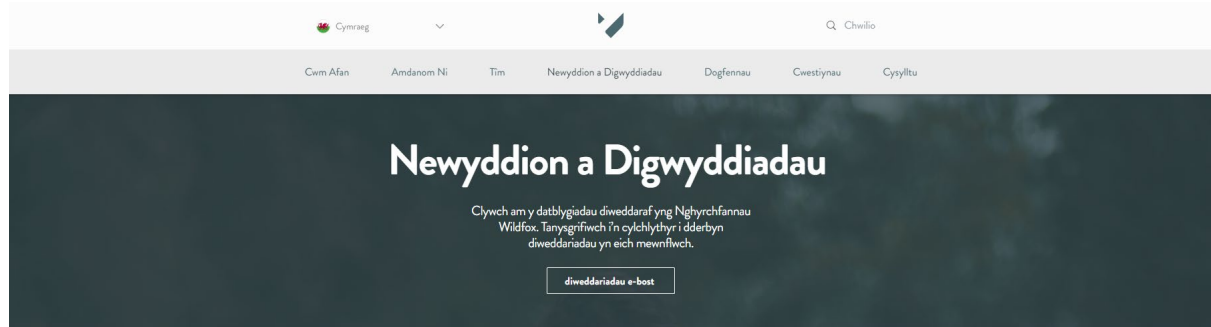 Cymraeg
Chwilio
Cwm Afan
Amdanom Ni
Tîm
Newyddion a Digwyddiadau
Dogfennau
Cwestiynau
Cysylltu
Newyddion a Digwyddiadau
Clywch am y datblygiadau diweddaraf yng Nghyrchfannau
Wildfox. Tanysgrifiwch i'n cylchlythyr i dderbyn
diweddariadau yn eich mewnflwch.
diweddariadau e-bost